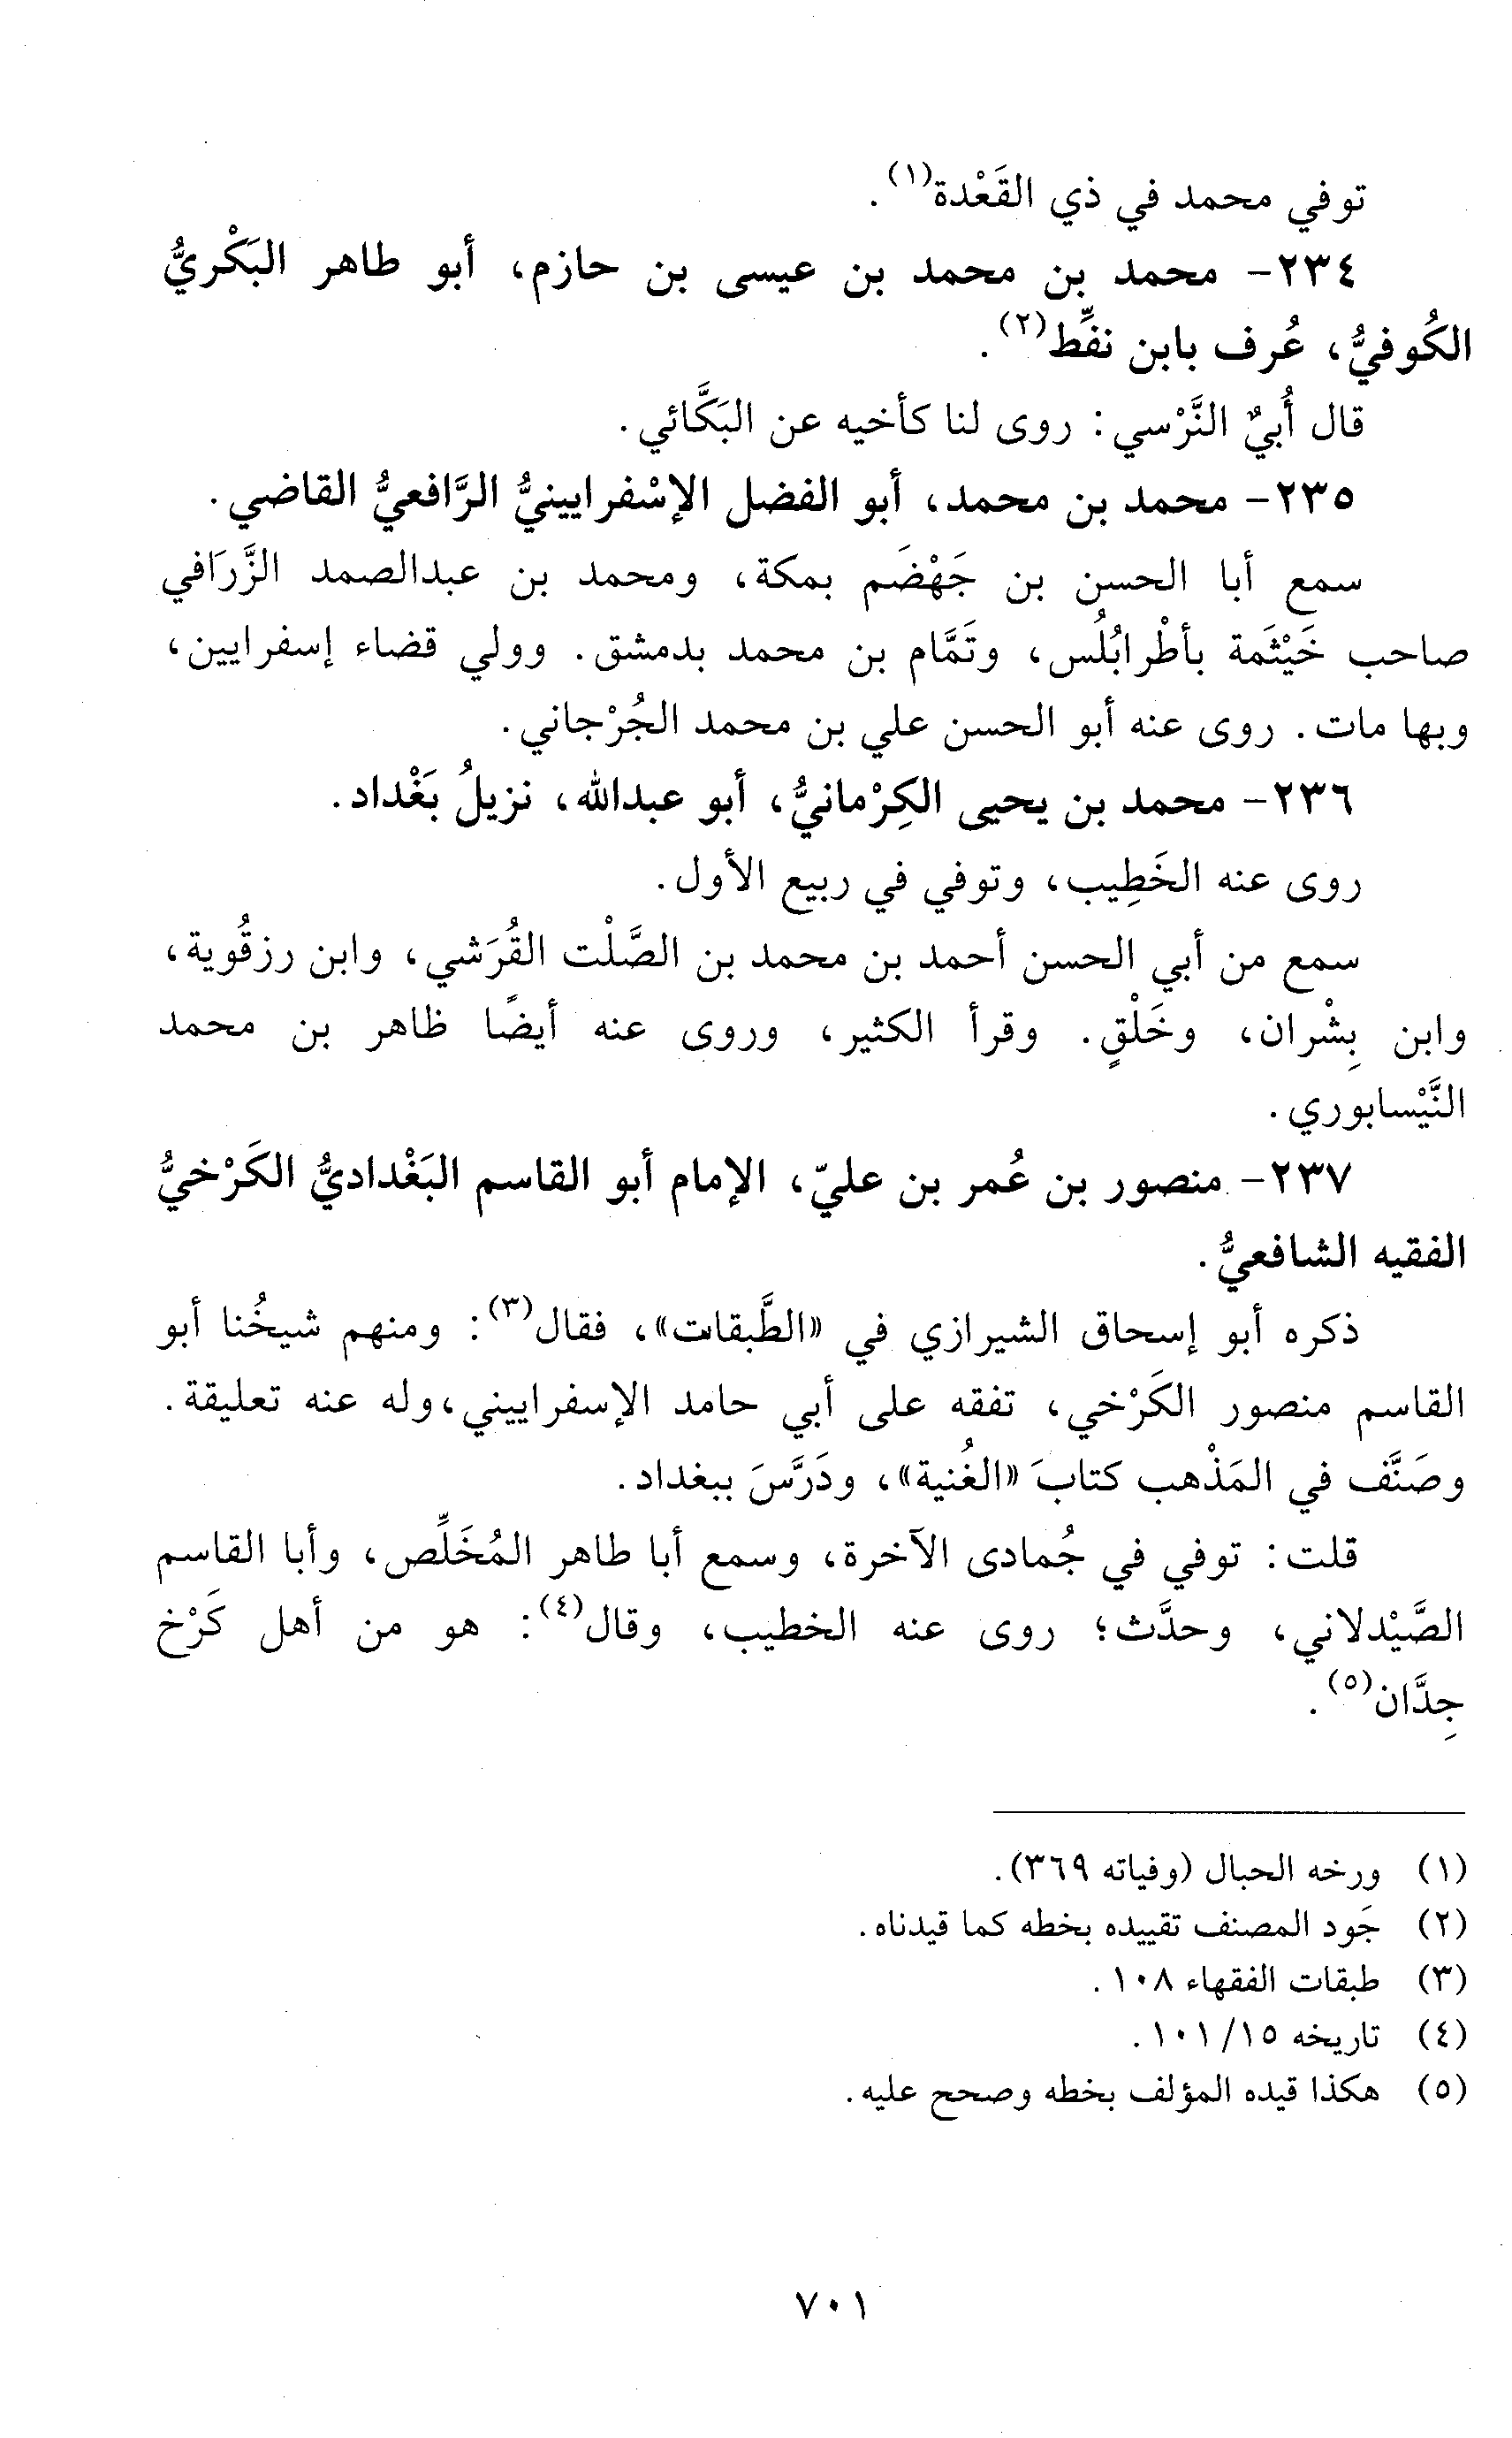 توفي محمد في ذي القَعْدة(١).
٢٣٤- محمد بن محمد بن عيسى بن حازم، أبو طاهر البَكْريُّ
الكُوفيُّ، عُرف بابن نفِّط(٢).
قال أُبيٌّ النَّرْسي: روى لنا كأخيه عن البَكَّائي.
٢٣٥- محمد بن محمد، أبو الفضل الإسْفرايينيُّ الرَّافعيُّ القاضي.
سمع أبا الحسن بن جَهْضَم بمكة، ومحمد بن عبدالصمد الزَّرَافي
صاحب خَيْثَمة بأطْرابُلُس، وتَمَّام بن محمد بدمشق. وولي قضاء إسفرايين،
وبها مات. روى عنه أبو الحسن علي بن محمد الجُرْجاني.
٢٣٦- محمد بن يحيى الكِرْمانيُّ، أبو عبدالله، نزيلُ بَغْداد.
روى عنه الخَطِيب، وتوفي في ربيع الأول.
سمع من أبي الحسن أحمد بن محمد بن الصَّلْت القُرَشي، وابن رزقُوية،
وابن بِشْران، وخَلْقٍ. وقرأ الكثير، وروى عنه أيضًا ظاهر بن محمد
النَّيْسابوري.
٢٣٧- منصور بن عُمر بن عليّ، الإمام أبو القاسم البَغْداديُّ الكَرْخيُّ
الفقيه الشافعيُّ.
ذكره أبو إسحاق الشيرازي في «الطَّبقات»، فقال(٣): ومنهم شيخُنا أبو
القاسم منصور الكَرْخي، تفقه على أبي حامد الإسفراييني، وله عنه تعليقة.
وصَنَّف في المَذْهب كتابَ «الغُنية»، ودَرَّسَ ببغداد.
قلت: توفي في جُمادى الآخرة، وسمع أبا طاهر المُخَلِّص، وأبا القاسم
الصَّيْدلاني، وحدَّث؛ روى عنه الخطيب، وقال(٤): هو من أهل كَرْخ
جِدَّان(٥).
(١) ورخه الحبال (وفياته ٣٦٩).
(٢) جَود المصنف تقييده بخطه كما قيدناه.
(٣) طبقات الفقهاء ١٠٨.
(٤) تاريخه ١٥/ ١٠١.
(٥) هكذا قيده المؤلف بخطه وصحح عليه.
٧٠١